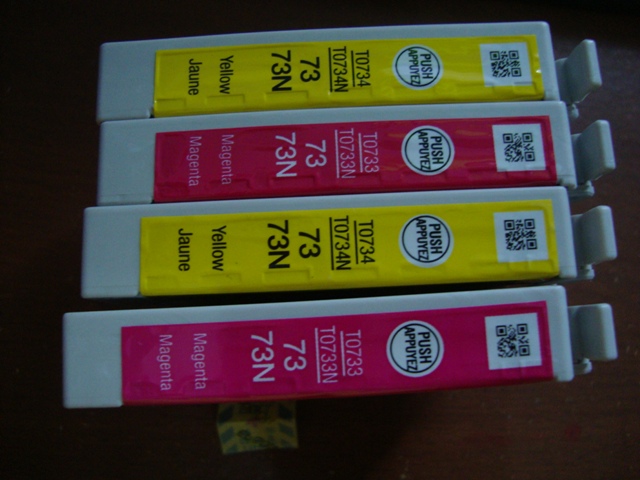 PUSH
APPUYEZ
T0734
T0734N
73
73N
Yellow
Jaune
PUSH
APPUYEZ
T0733
T0733N
73
73N
Magenta
Magenta
PUSH
APPUYEZ
T0734
T0734N
73
73N
Yellow
Jaune
PUSH
APPUYEZ
T0733
T0733N
73
73N
Magenta
Magenta